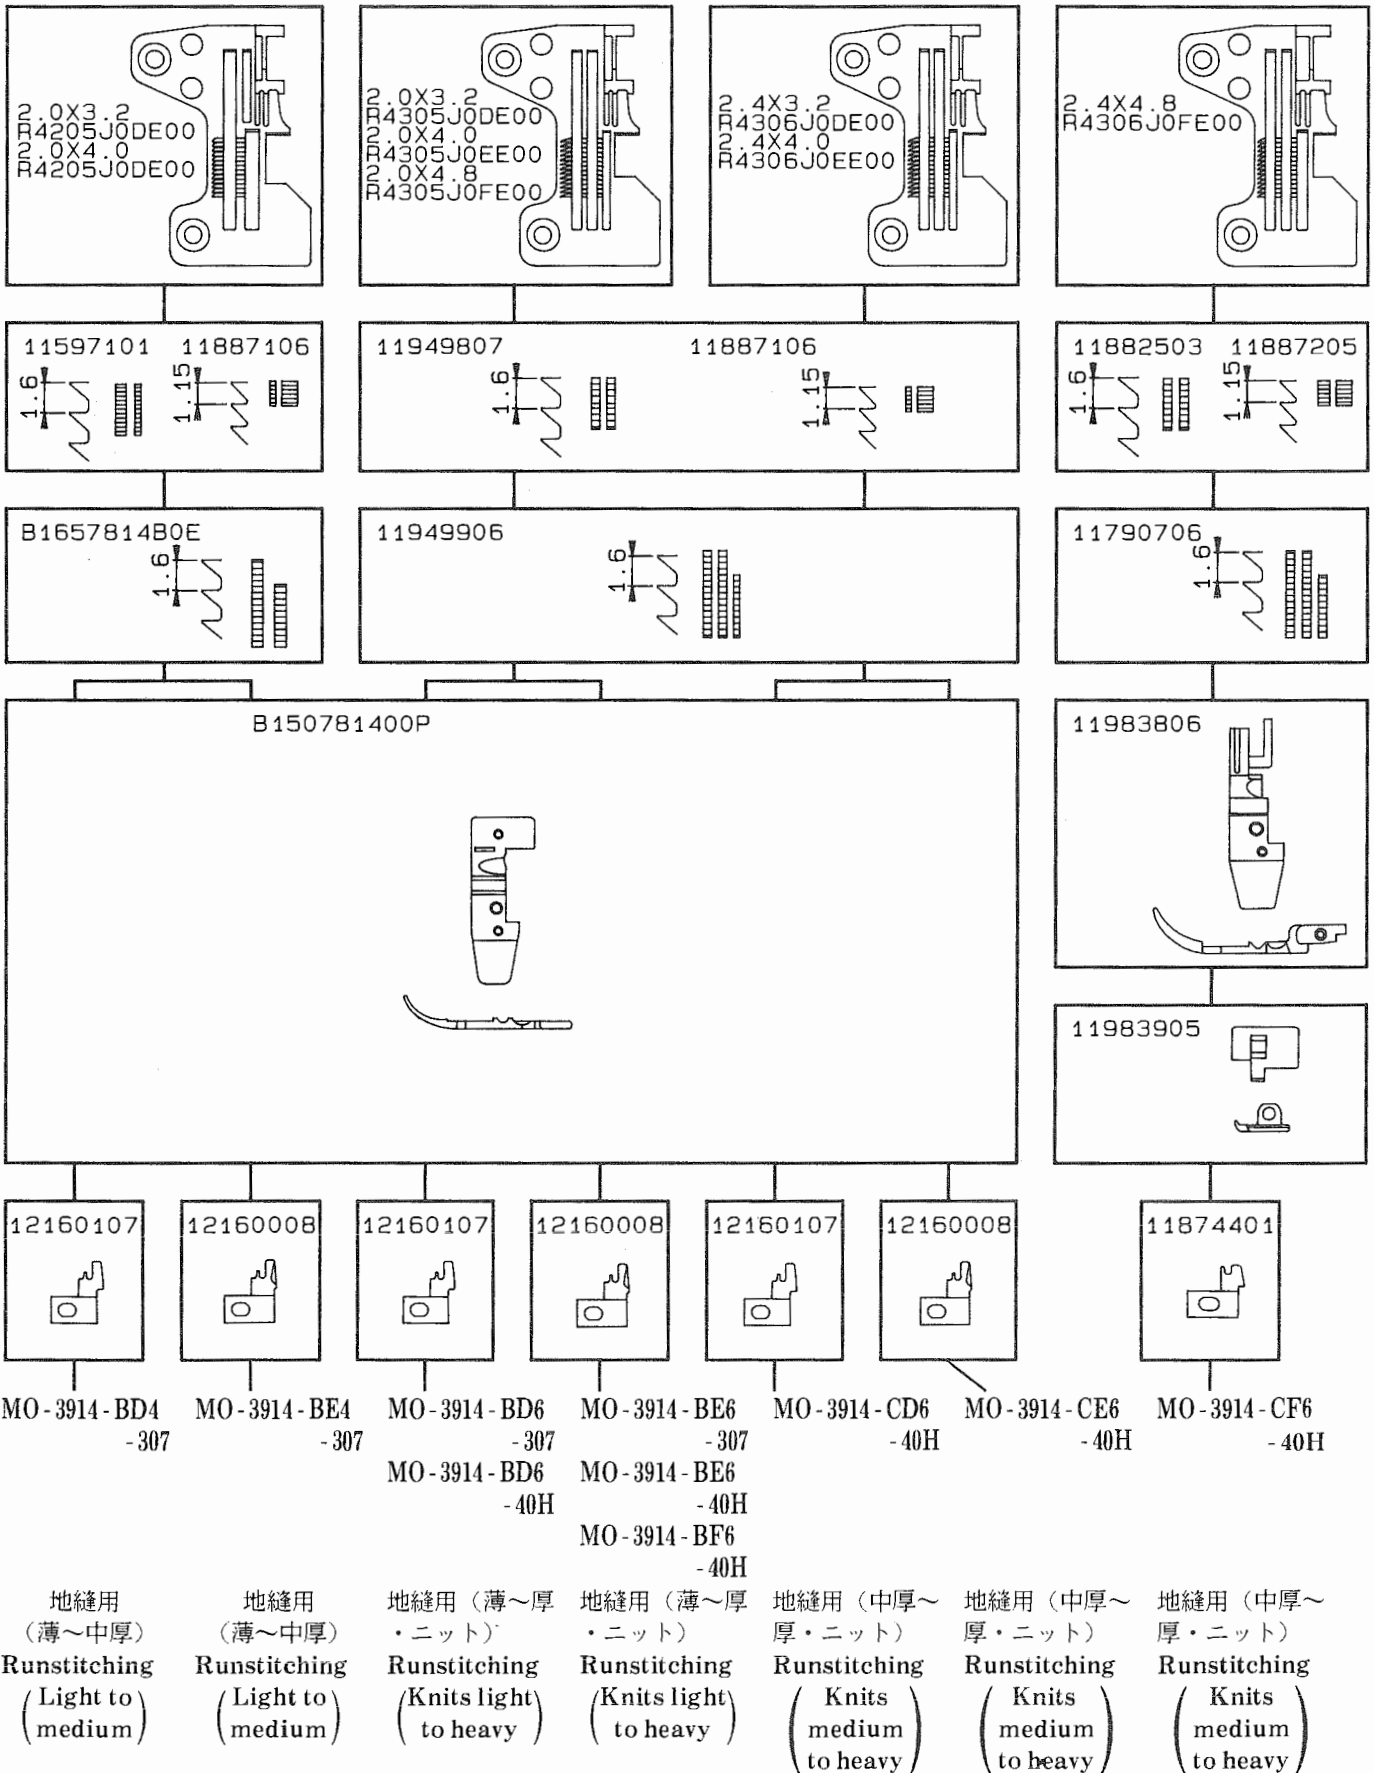 2.0X3.2
R4205J0DE00
2.0X4.0
R4205J0DE00
2.0X3.2
R4305J0DE00
2.0X4.0
R4305J0EE00
2.0X4.8
R4305J0FE00
2.4X3.2
R4306J0DE00
2.4X4.0
R4306J0EE00
2.4X4.8
R4306J0FE00
11597101 11887106
1.6
1.15
11949807 11887106
1.6
1.15
11882503 11887205
1.6
1.15
B1657814B0E
1.6
11949906
1.6
11790706
1.6
B150781400P
11983806
11983905
12160107
12160008
12160107
12160008
12160107
12160008
11874401
MO-3914-BD4
-307
MO-3914-BE4
-307
MO-3914-BD6
-307
MO-3914-BD6
-40H
MO-3914-BE6
-307
MO-3914-BE6
-40H
MO-3914-BF6
-40H
MO-3914-CD6
-40H
MO-3914-CE6
-40H
MO-3914-CF6
-40H
地縫用
（薄～中厚）
Runstitching
(Light to
medium)
地縫用
（薄～中厚）
Runstitching
(Light to
medium)
地縫用（薄～厚
・ニット）
Runstitching
(Knits light
to heavy)
地縫用（薄～厚
・ニット）
Runstitching
(Knits light
to heavy)
地縫用（中厚～
厚・ニット）
Runstitching
(Knits
medium
to heavy)
地縫用（中厚～
厚・ニット）
Runstitching
(Knits
medium
to heavy)
地縫用（中厚～
厚・ニット）
Runstitching
(Knits
medium
to heavy)